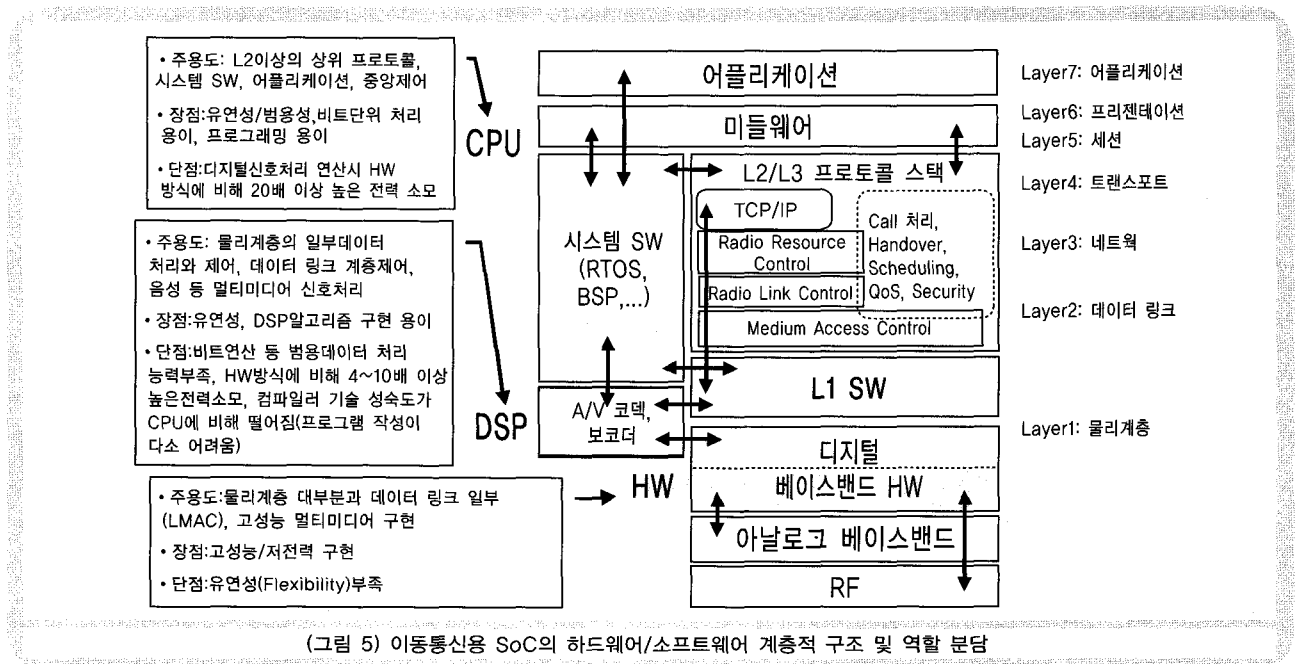 • 주용도: L2이상의 상위 프로토콜,
시스템 SW, 어플리케이션, 중앙제어
• 장점:유연성/범용성,비트단위 처리
용이, 프로그래밍 용이
• 단점:디지털신호처리 연산시 HW
방식에 비해 20배 이상 높은 전력 소모
CPU
• 주용도: 물리계층의 일부데이터
처리와 제어, 데이터 링크 계층제어,
음성 등 멀티미디어 신호처리
• 장점:유연성, DSP알고리즘 구현 용이
• 단점:비트연산 등 범용데이터 처리
능력부족, HW방식에 비해 4~10배 이상
높은전력소모, 컴파일러 기술 성숙도가
CPU에 비해 떨어짐(프로그램 작성이
다소 어려움)
DSP
• 주용도:물리계층 대부분과 데이터 링크 일부
(LMAC), 고성능 멀티미디어 구현
• 장점:고성능/저전력 구현
• 단점:유연성(Flexibility)부족
HW
어플리케이션
미들웨어
시스템 SW
(RTOS,
BSP,...)
A/V 코덱,
보코더
L2/L3 프로토콜 스택
TCP/IP
Radio Resource
Control
Radio Link Control
Call 처리,
Handover,
Scheduling,
QoS, Security
Medium Access Control
L1 SW
디지털
베이스밴드 HW
아날로그 베이스밴드
RF
Layer7: 어플리케이션
Layer6: 프리젠테이션
Layer5: 세션
Layer4: 트랜스포트
Layer3: 네트웍
Layer2: 데이터 링크
Layer1: 물리계층
(그림 5) 이동통신용 SoC의 하드웨어/소프트웨어 계층적 구조 및 역할 분담